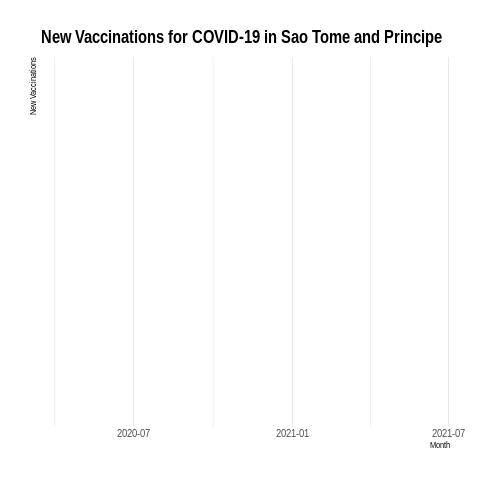 New Vaccinations for COVID-19 in Sao Tome and Principe
New Vaccinations
2020-07
2021-01
2021-07
Month